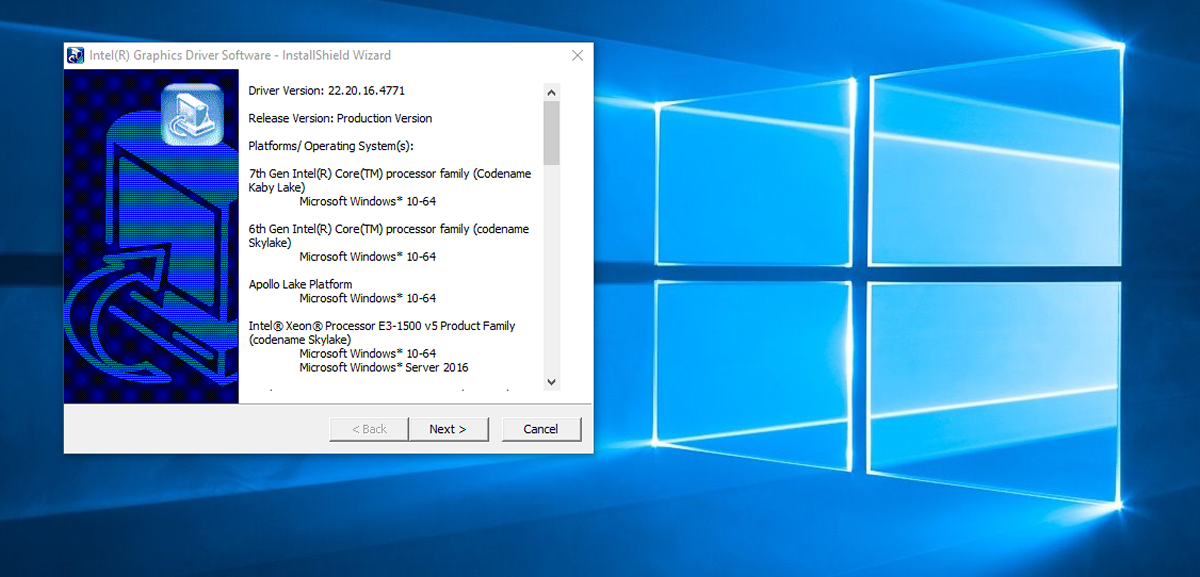 Intel(R) Graphics Driver Software - InstallShield Wizard
Driver Version: 22.20.16.4771
Release Version: Production Version
Platforms/ Operating System(s):
7th Gen Intel(R) Core(TM) processor family (Codename
Kaby Lake)
Microsoft Windows* 10-64
6th Gen Intel(R) Core(TM) processor family (codename
Skylake)
Microsoft Windows* 10-64
Apollo Lake Platform
Microsoft Windows* 10-64
Intel® Xeon® Processor E3-1500 v5 Product Family
(codename Skylake)
Microsoft Windows* 10-64
Microsoft Windows* Server 2016
< Back
Next >
Cancel